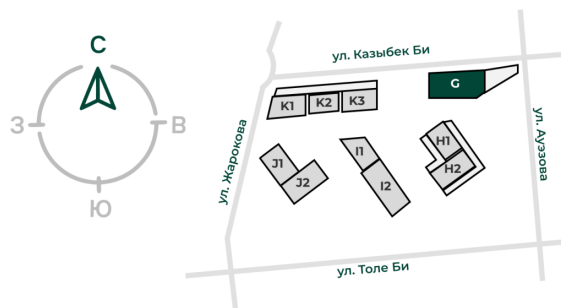 С
З
В
Ю
ул. Казыбек Би
G
K1
K2
K3
ул. Жарокова
ул. Ауэзова
J1
J2
I1
I2
H1
H2
ул. Толе Би